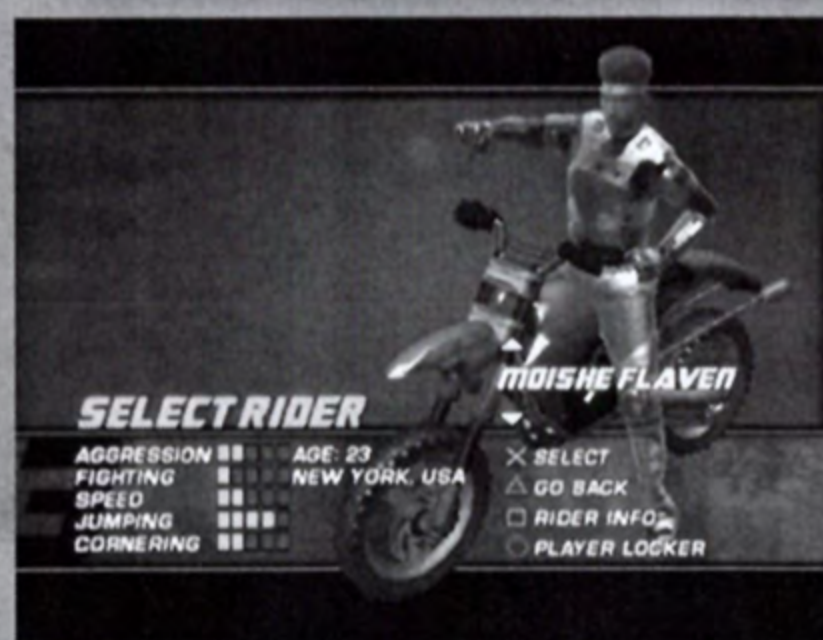 MOISHE FLAVEN
SELECT RIDER
AGGRESSION
FIGHTING
SPEED
JUMPING
CORNERING
AGE: 23
NEW YORK, USA
SELECT
GO BACK
RIDER INFO
PLAYER LOCKER